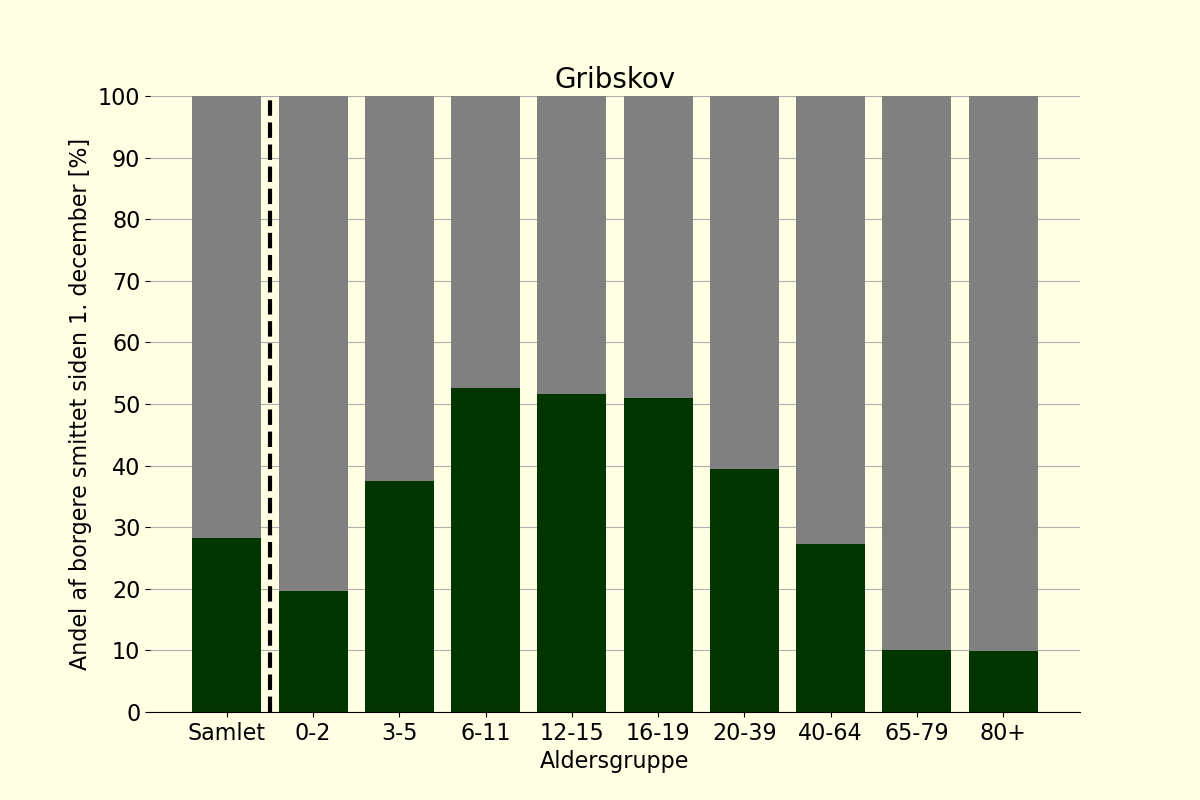 Gribskov
Andel af borgere smittet siden 1. december [%]
100
90
80
70
60
50
40
30
20
10
0
Samlet 0-2 3-5 6-11 12-15 16-19 20-39 40-64 65-79 80+
Aldersgruppe